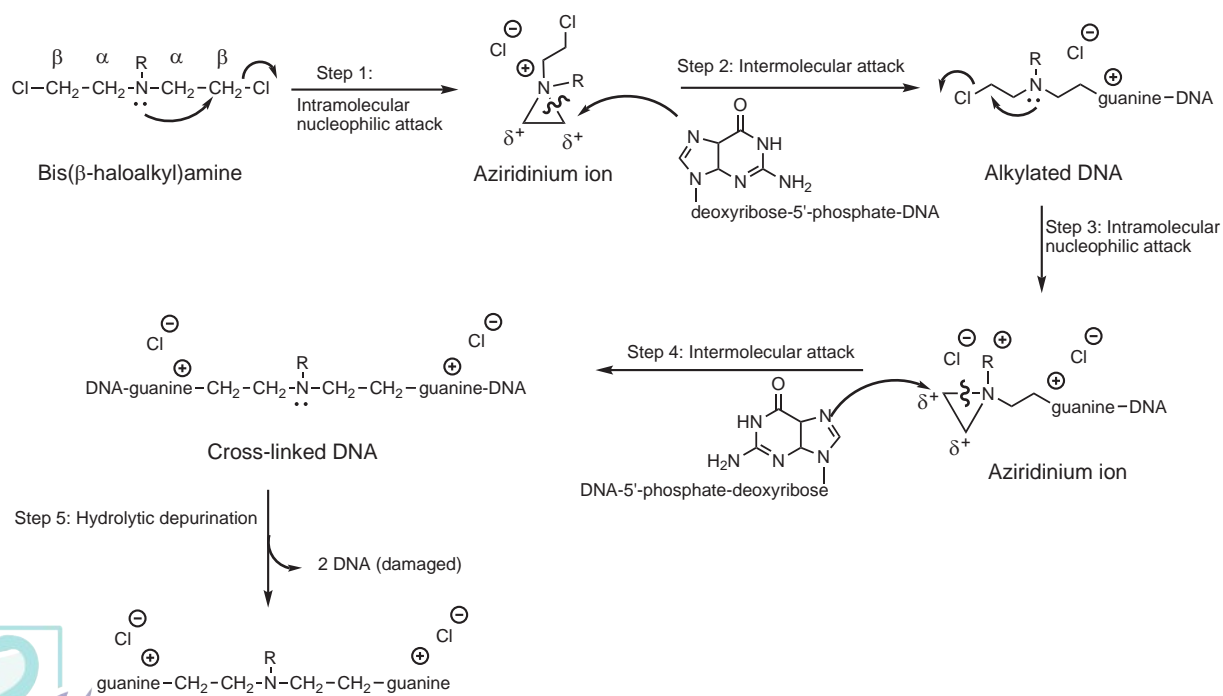 β α α β
R
Cl–CH₂–CH₂–N–CH₂–CH₂–Cl
Bis(β-haloalkyl)amine
Step 1:
Intramolecular
nucleophilic attack
Cl
⊖
Cl
⊕
N
R
δ⁺ δ⁺
Aziridinium ion
Step 2: Intermolecular attack
O
N
NH
N
N
NH₂
deoxyribose-5'-phosphate-DNA
⊖
Cl
R
⊕
N
Cl
guanine–DNA
Alkylated DNA
Step 3: Intramolecular
nucleophilic attack
⊖
Cl
⊕
R
⊖
Cl
⊕
N
δ⁺
guanine–DNA
δ⁺
Aziridinium ion
Step 4: Intermolecular attack
O
N
HN
H₂N
N
N
DNA-5'-phosphate-deoxyribose
⊖
Cl
⊖
Cl
⊕
R
⊕
DNA-guanine–CH₂–CH₂–N–CH₂–CH₂–guanine-DNA
Cross-linked DNA
Step 5: Hydrolytic depurination
2 DNA (damaged)
⊖
Cl
⊖
Cl
⊕
R
⊕
guanine–CH₂–CH₂–N–CH₂–CH₂–guanine